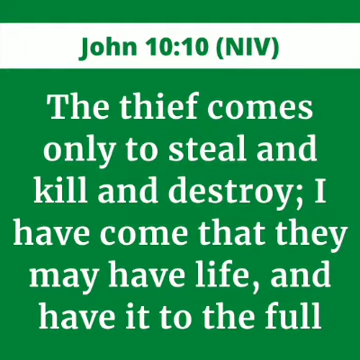 John 10:10 (NIV)
The thief comes
only to steal and
kill and destroy; I
have come that they
may have life, and
have it to the full